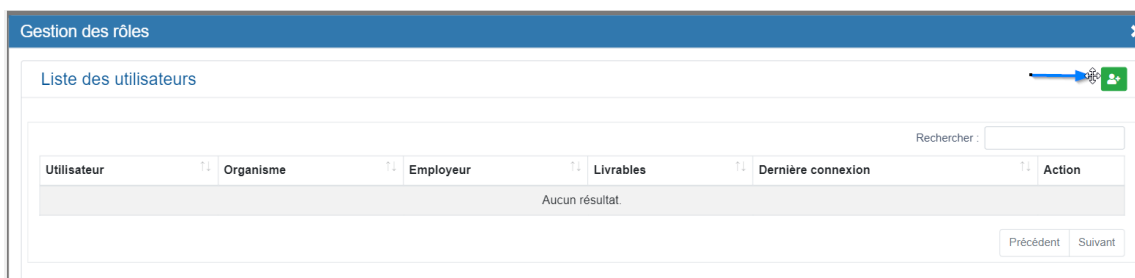 Gestion des rôles
Liste des utilisateurs
Rechercher :
Utilisateur Organisme Employeur Livrables Dernière connexion Action
Aucun résultat.
Précédent Suivant